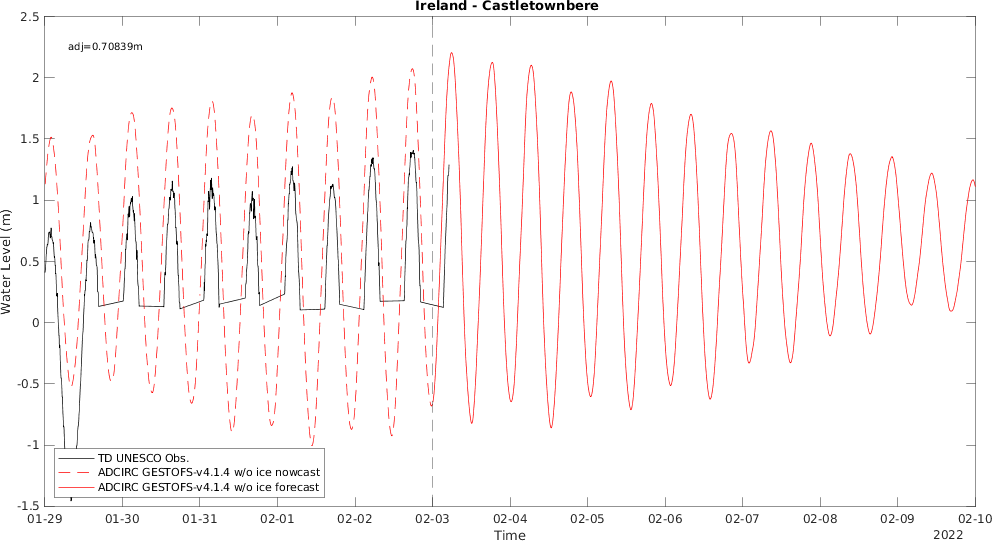 Ireland - Castletownbere
adj=0.70839m
2.5
2
1.5
1
0.5
0
-0.5
-1
-1.5
Water Level (m)
TD UNESCO Obs.
ADCIRC GESTOFS-v4.1.4 w/o ice nowcast
ADCIRC GESTOFS-v4.1.4 w/o ice forecast
01-29 01-30 01-31 02-01 02-02 02-03 02-04 02-05 02-06 02-07 02-08 02-09 02-10
Time
2022